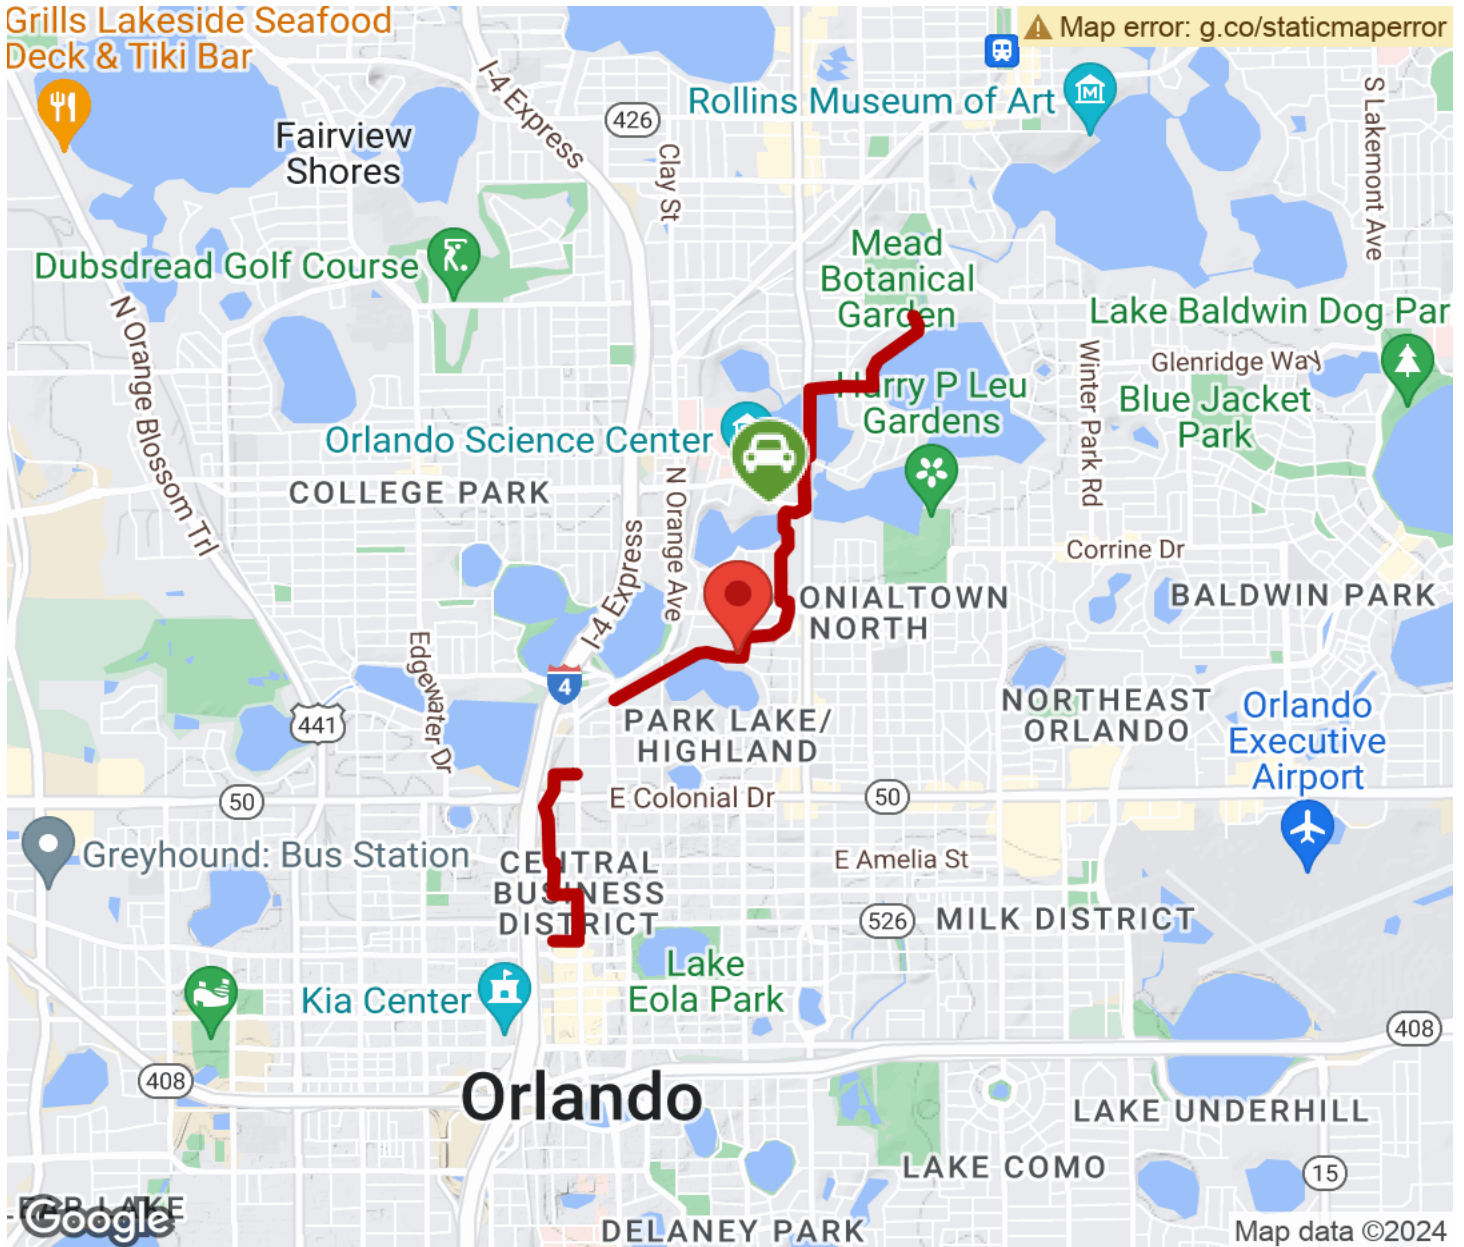 Grills Lakeside Seafood
Deck & Tiki Bar
Map error: g.co/staticmaperror
I-4 Express
426
Rollins Museum of Art
S Lakemont Ave
Fairview
Shores
Clay St
Mead
Botanical
Garden
Dubsdread Golf Course
N Orange Blossom Trl
Lake Baldwin Dog Par
Glenridge Way
Winter Park Rd
Harry P Leu
Gardens
Blue Jacket
Park
Orlando Science Center
COLLEGE PARK
N Orange Ave
I-4 Express
Corrine Dr
ONIALTOWN
NORTH
BALDWIN PARK
Edgewater Dr
4
441
PARK LAKE/
HIGHLAND
NORTHEAST
ORLANDO
Orlando
Executive
Airport
50
E Colonial Dr
50
Greyhound: Bus Station
CENTRAL
BUSINESS
DISTRICT
E Amelia St
526
MILK DISTRICT
Lake
Eola Park
Kia Center
408
408
Orlando
LAKE UNDERHILL
LAKE COMO
15
EAR LAKE
Google
DELANEY PARK
Map data ©2024